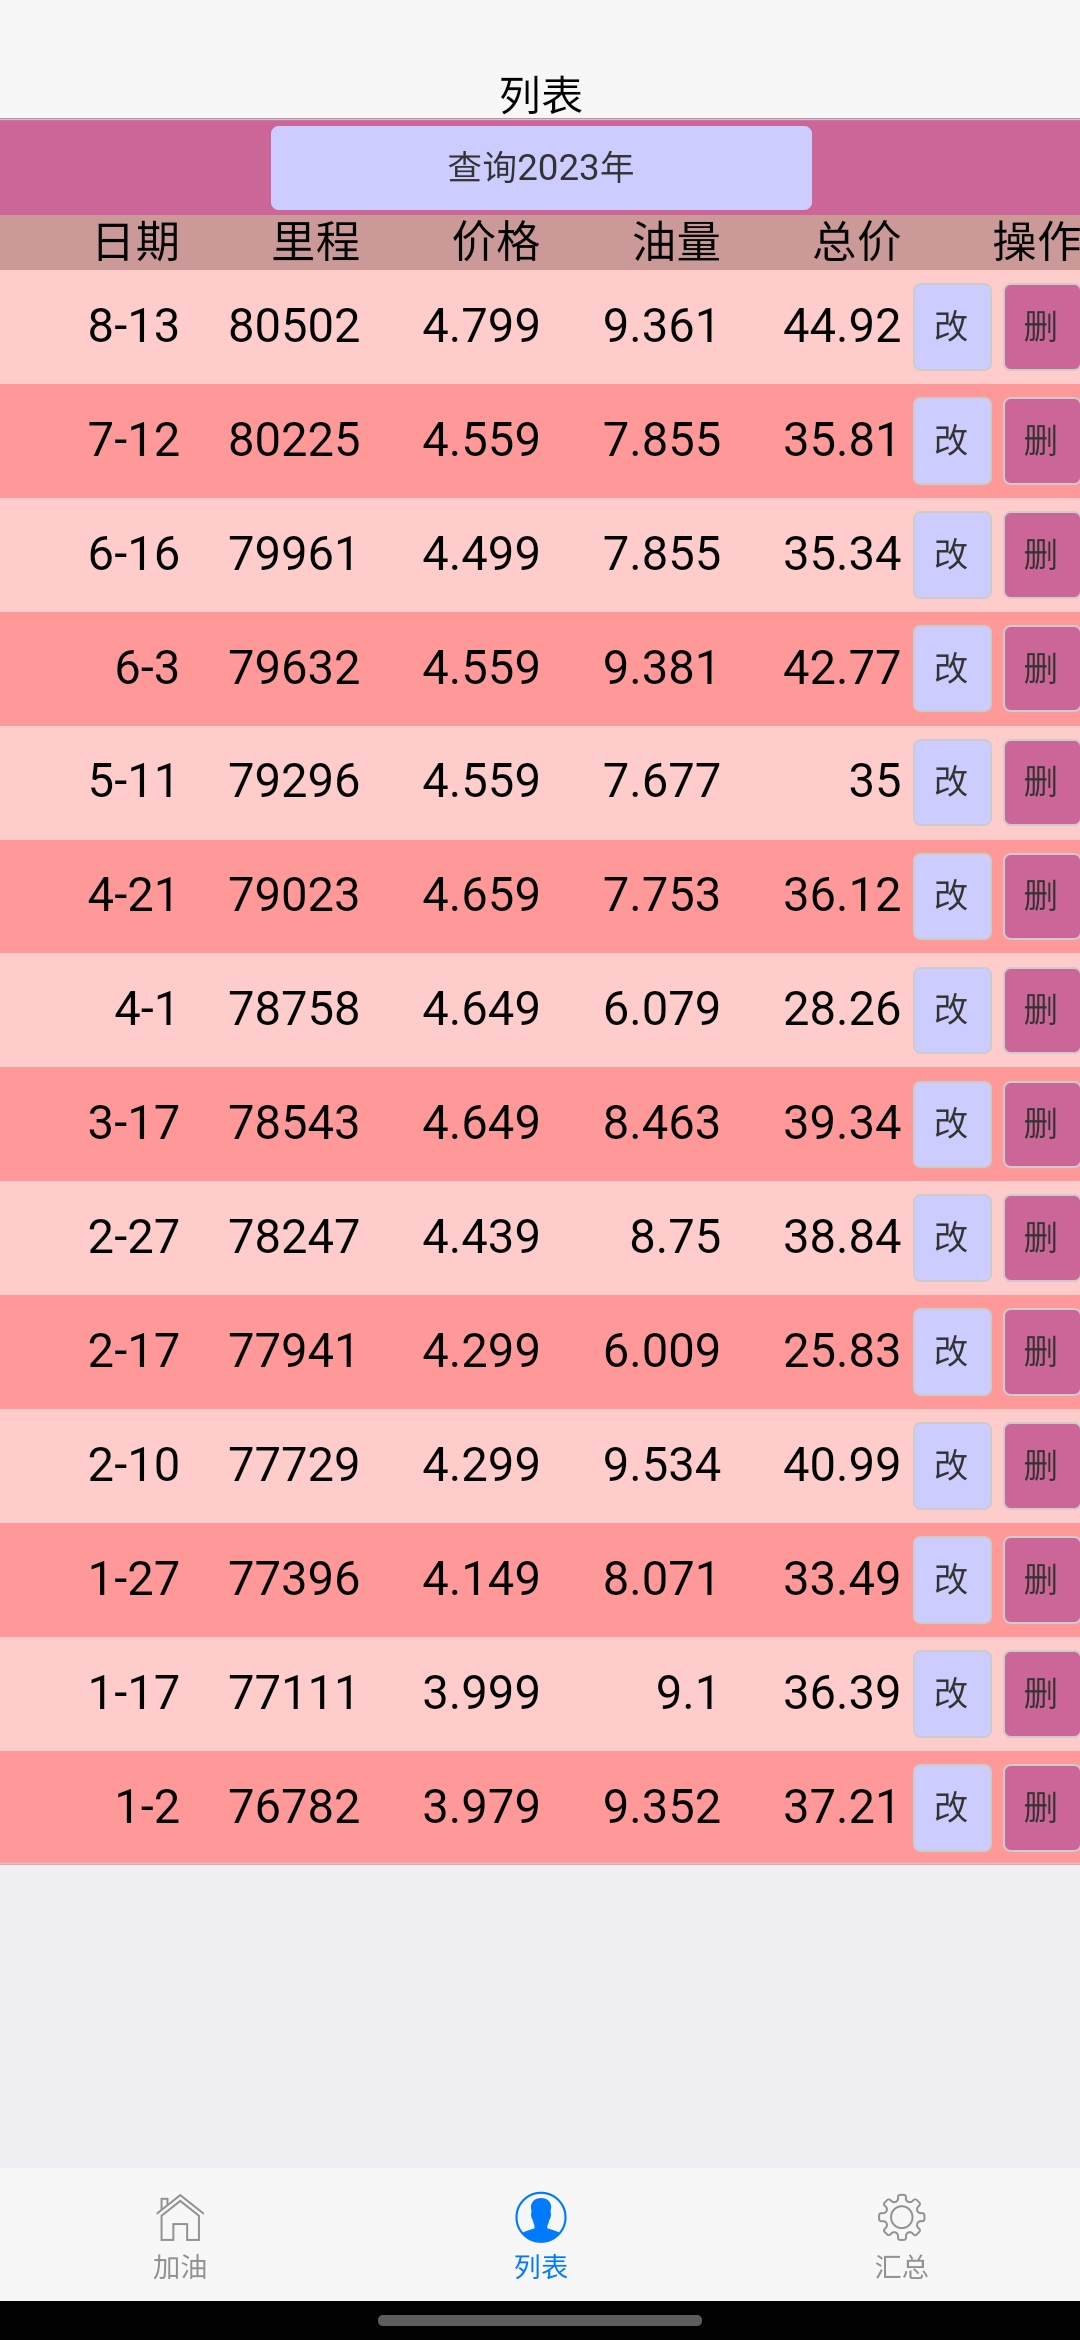 列表
查询2023年
日期 里程 价格 油量 总价 操作
8-13 80502 4.799 9.361 44.92 改 删
7-12 80225 4.559 7.855 35.81 改 删
6-16 79961 4.499 7.855 35.34 改 删
6-3 79632 4.559 9.381 42.77 改 删
5-11 79296 4.559 7.677 35 改 删
4-21 79023 4.659 7.753 36.12 改 删
4-1 78758 4.649 6.079 28.26 改 删
3-17 78543 4.649 8.463 39.34 改 删
2-27 78247 4.439 8.75 38.84 改 删
2-17 77941 4.299 6.009 25.83 改 删
2-10 77729 4.299 9.534 40.99 改 删
1-27 77396 4.149 8.071 33.49 改 删
1-17 77111 3.999 9.1 36.39 改 删
1-2 76782 3.979 9.352 37.21 改 删
加油 列表 汇总